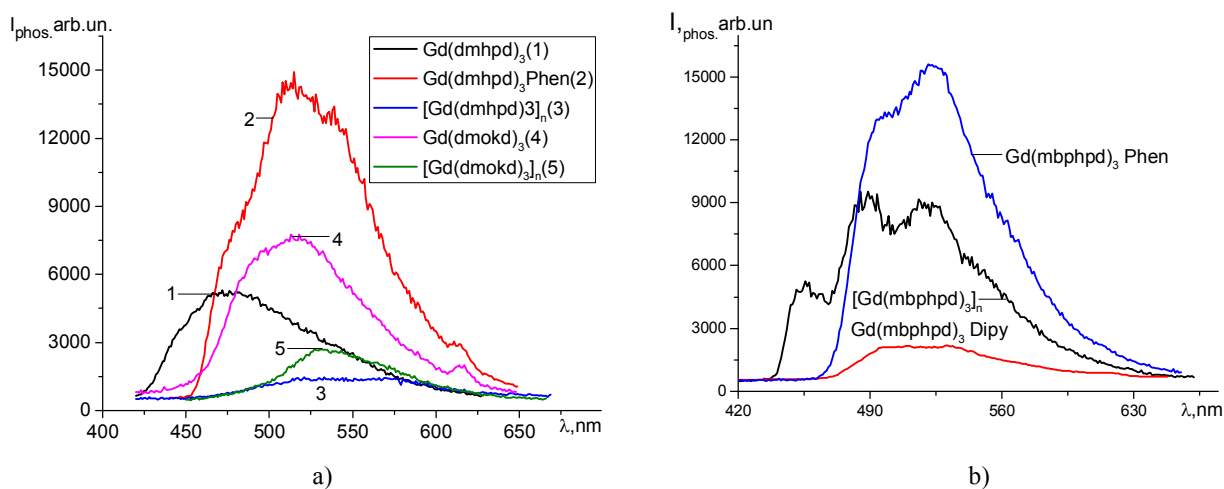 I phos. arb.un.
15000
12000
9000
6000
3000
0
400 450 500 550 600 650
λ,nm
Gd(dmhpd)3(1)
Gd(dmhpd)3Phen(2)
[Gd(dmhpd)3]n(3)
Gd(dmokd)3(4)
[Gd(dmokd)3]n(5)
2
4
1
5
3
a)
I,phos. arb.un
15000
12000
9000
6000
3000
0
420 490 560 630
λ,nm
Gd(mbphpd)3 Phen
[Gd(mbphpd)3]n
Gd(mbphpd)3 Dipy
b)